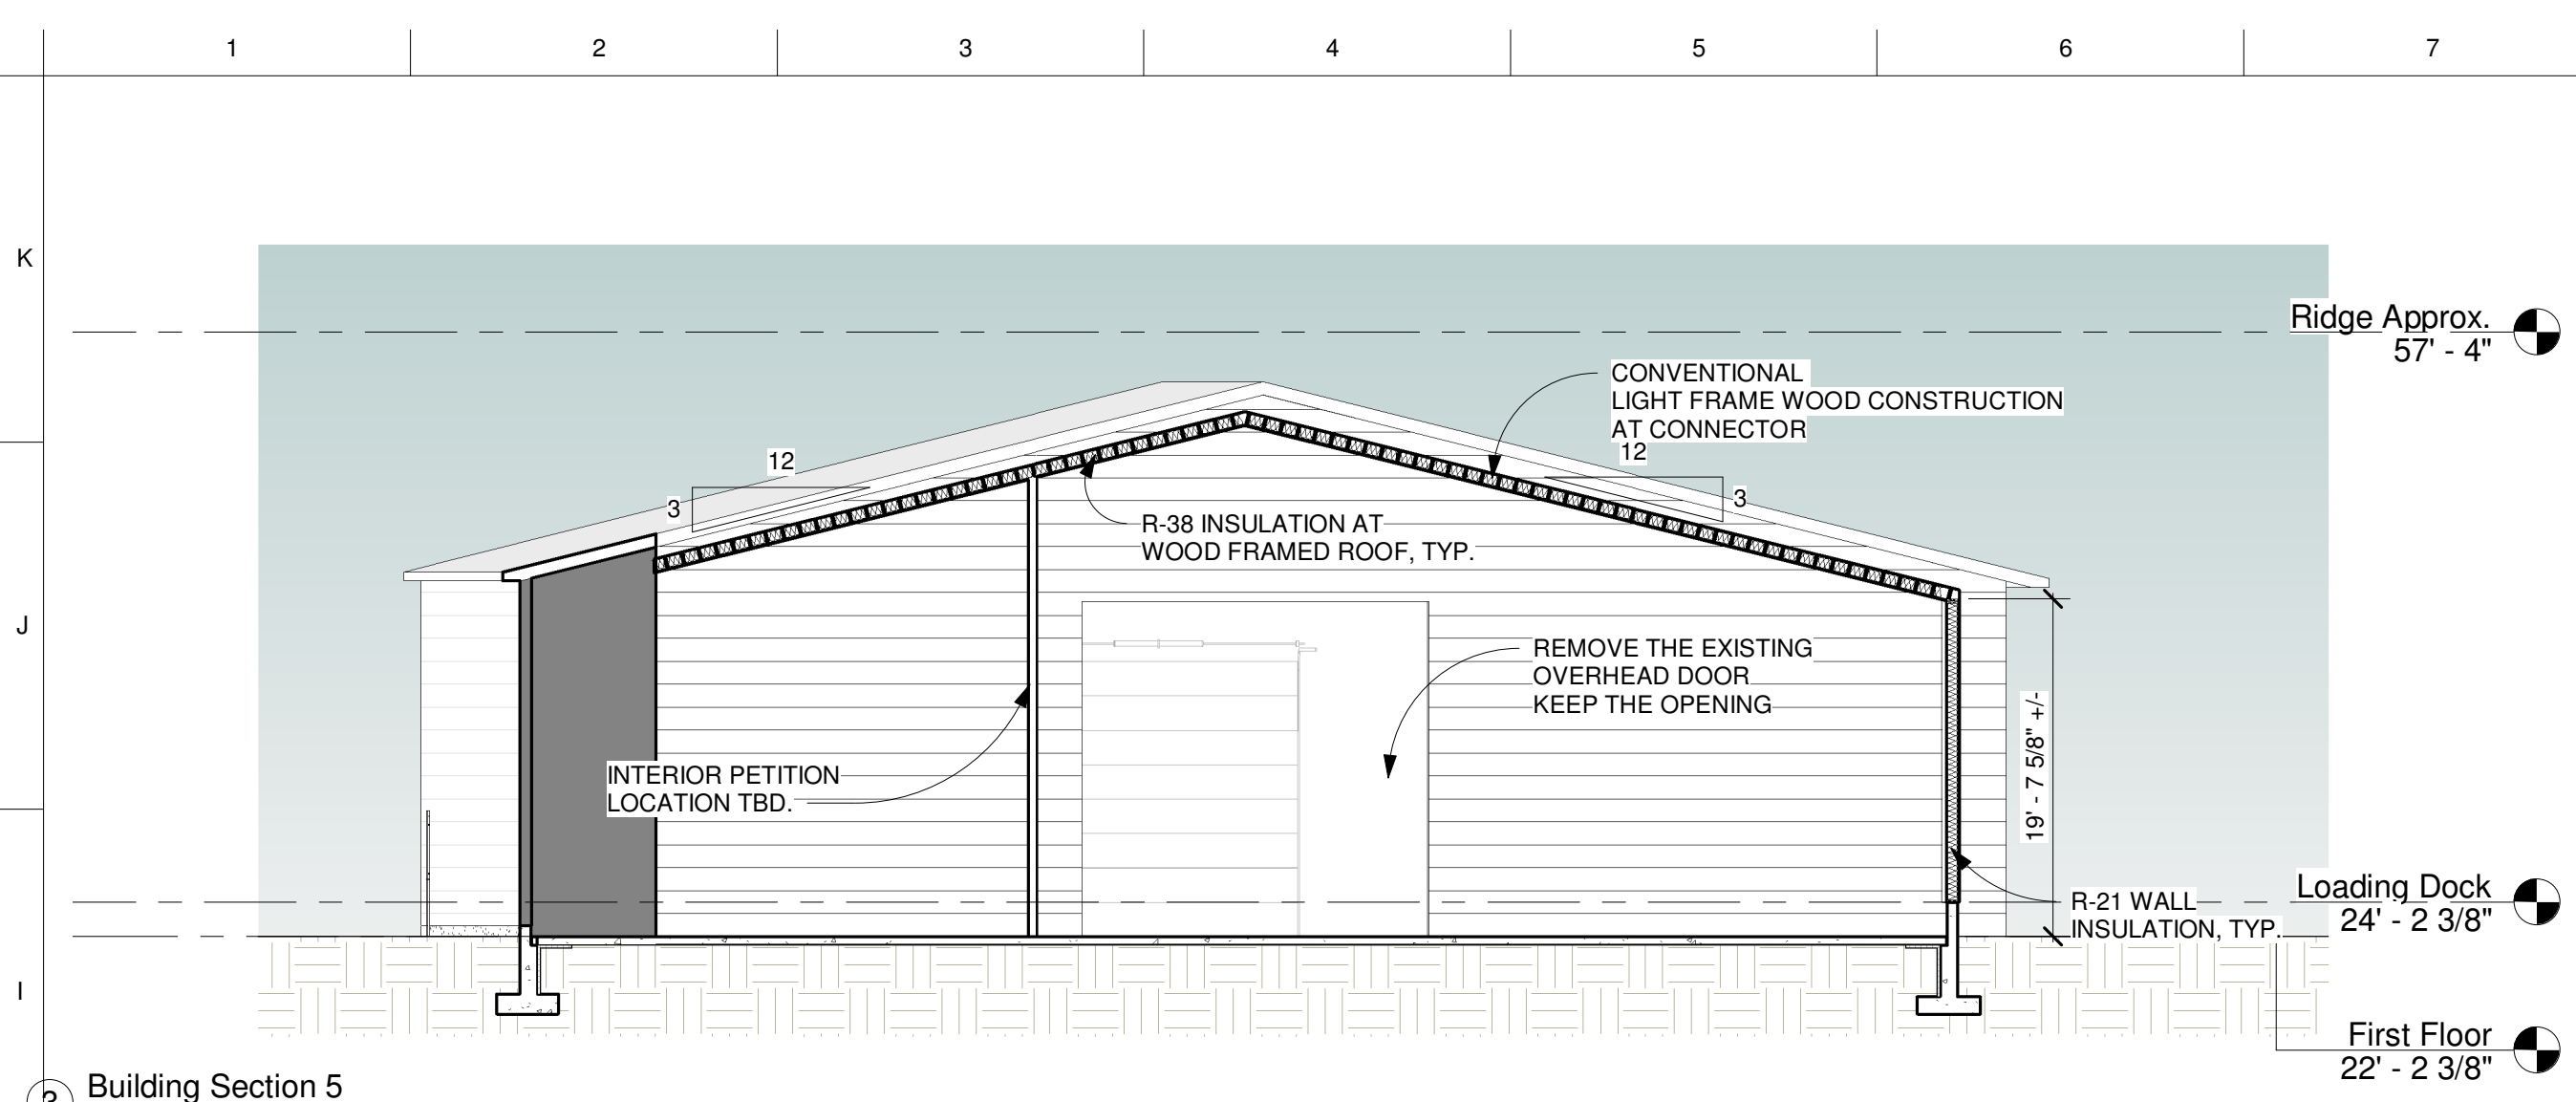 1 2 3 4 5 6 7
K
Ridge Approx.
57' - 4"
CONVENTIONAL
LIGHT FRAME WOOD CONSTRUCTION
AT CONNECTOR
12
12
3
3
R-38 INSULATION AT
WOOD FRAMED ROOF, TYP.
J
REMOVE THE EXISTING
OVERHEAD DOOR
KEEP THE OPENING
19' - 7 5/8" +/-
INTERIOR PETITION
LOCATION TBD.
Loading Dock
24' - 2 3/8"
R-21 WALL
INSULATION, TYP.
I
First Floor
22' - 2 3/8"
Building Section 5